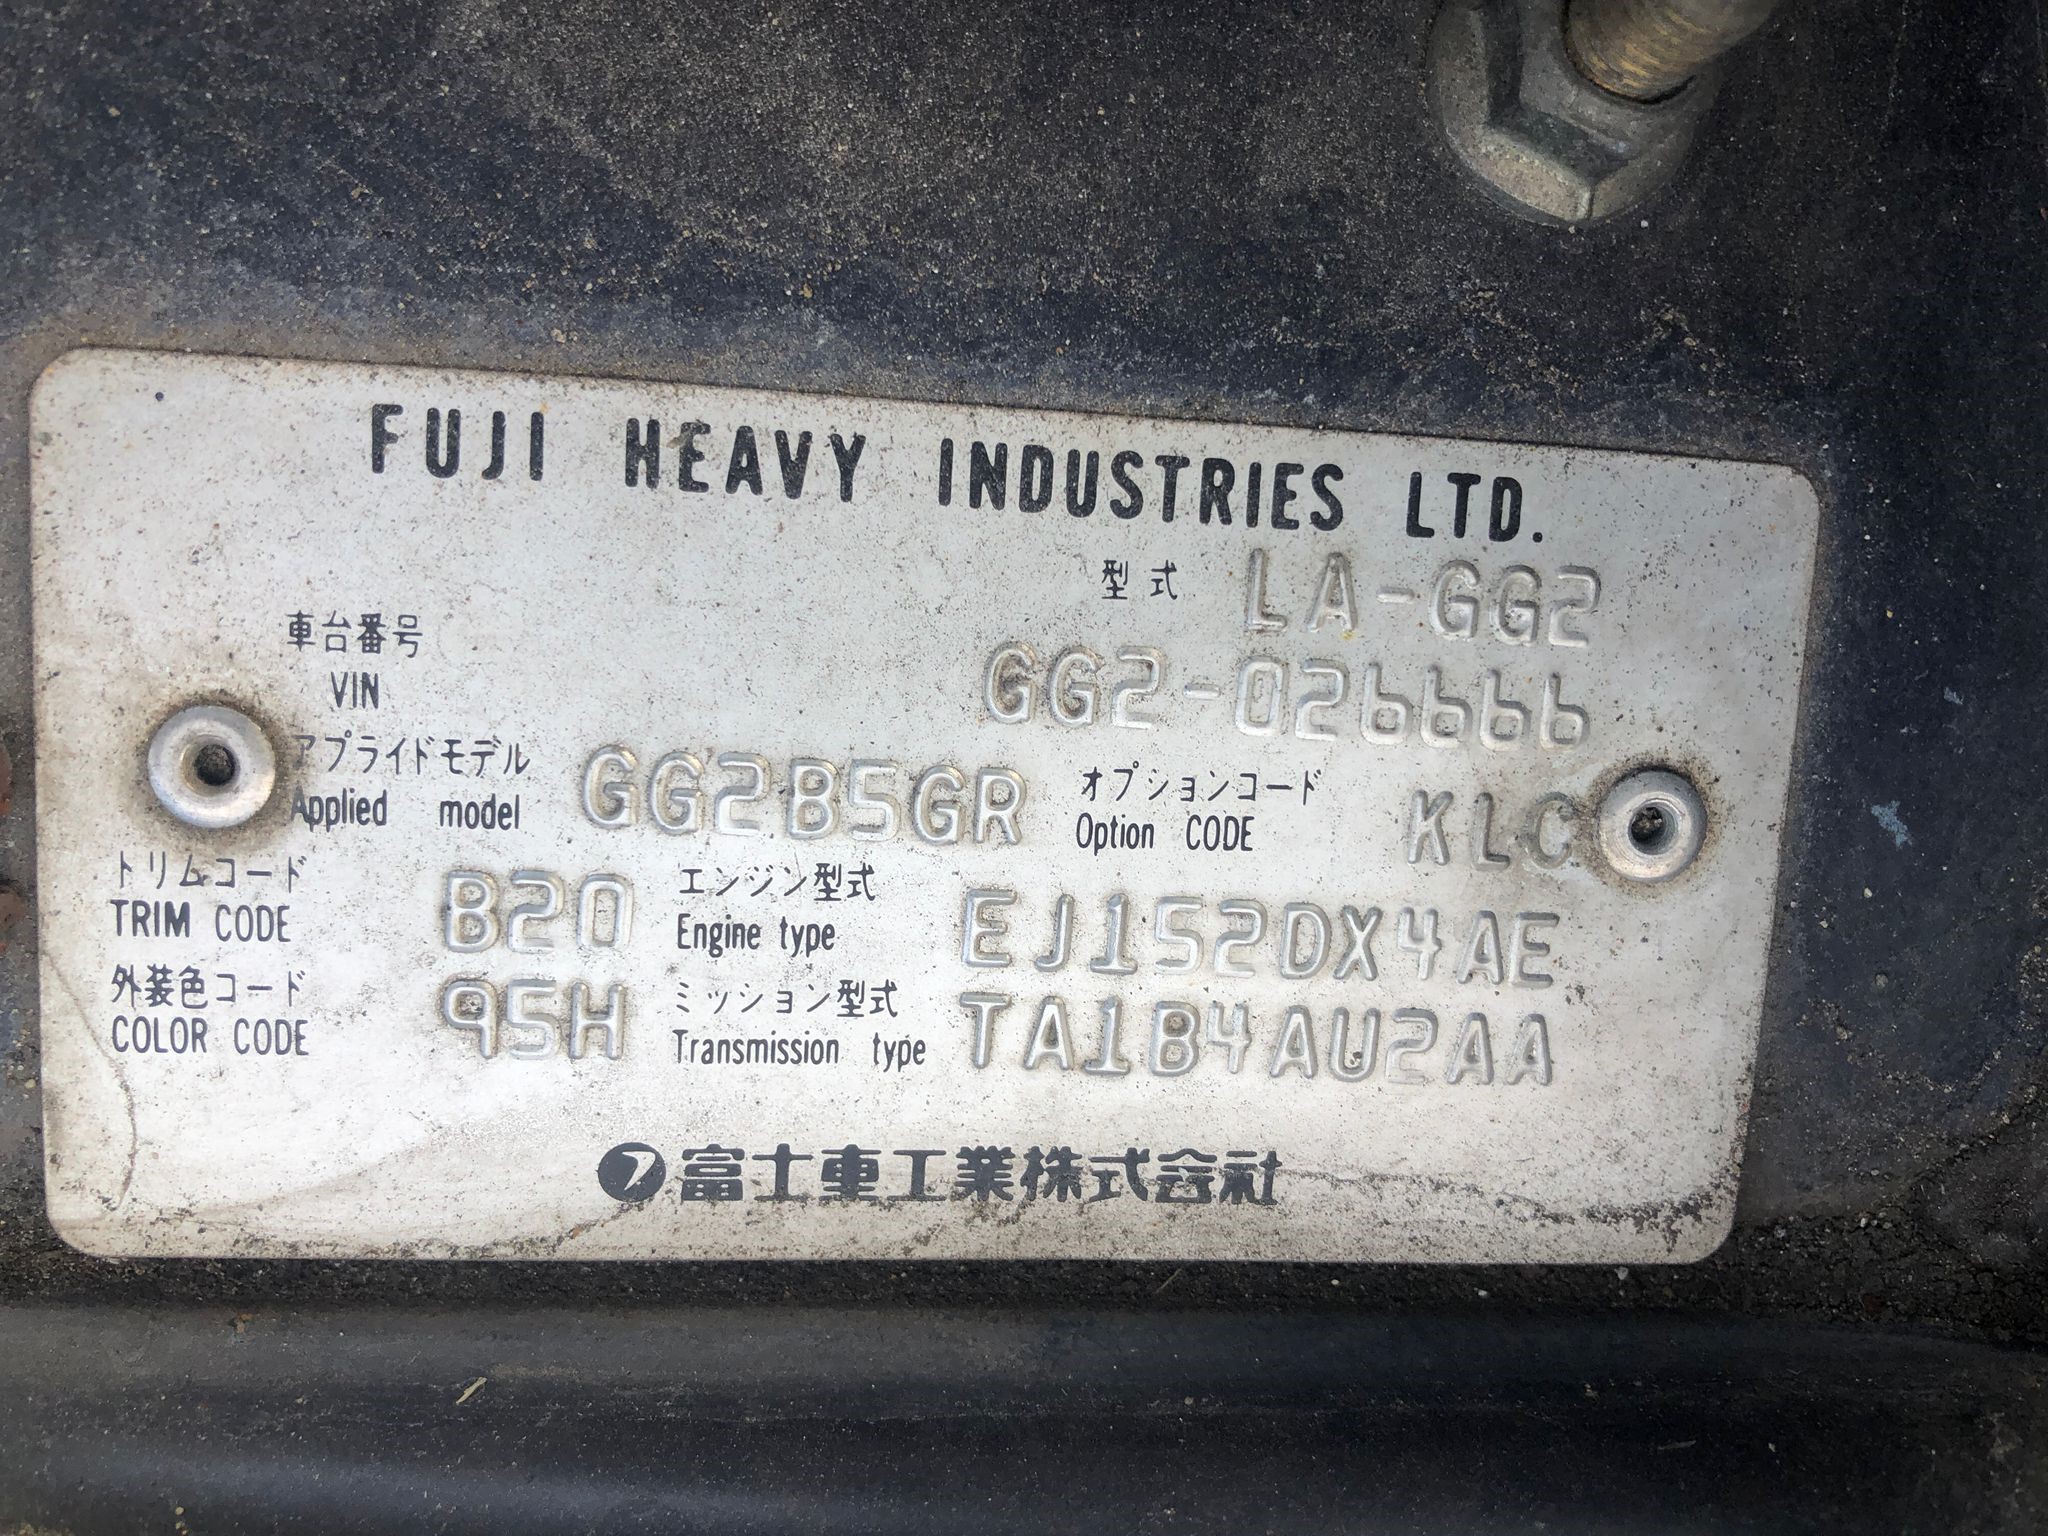 FUJI HEAVY INDUSTRIES LTD.
型式 LA-GG2
車台番号
VIN GG2-026666
アプライドモデル
Applied model GG2B5GR
オプションコード
Option CODE KLC
トリムコード
TRIM CODE B20
エンジン型式
Engine type EJ152DX4AE
外装色コード
COLOR CODE 95H
ミッション型式
Transmission type TA1B4AU2AA
富士重工業株式会社